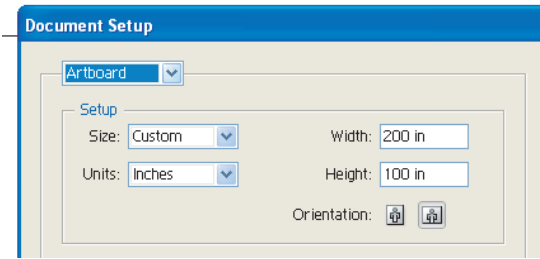 Document Setup
Artboard
Setup
Size: Custom Width: 200 in
Units: Inches Height: 100 in
Orientation: